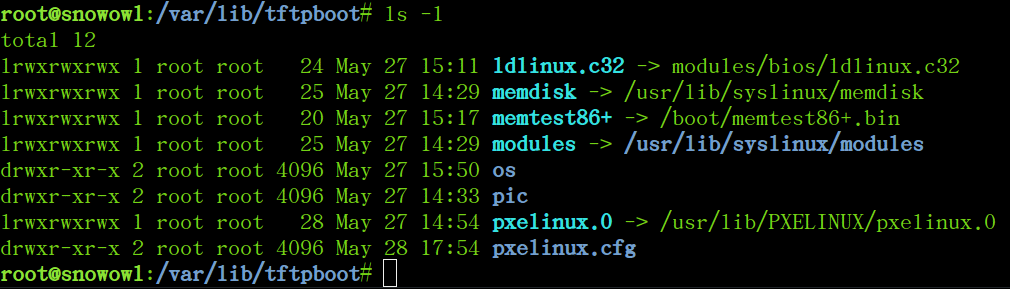 root@snowowl:/var/lib/tftpboot# ls -l
total 12
lrwxrwxrwx 1 root root   24 May 27 15:11 ldlinux.c32 -> modules/bios/ldlinux.c32
lrwxrwxrwx 1 root root   25 May 27 14:29 memdisk -> /usr/lib/syslinux/memdisk
lrwxrwxrwx 1 root root   20 May 27 15:17 memtest86+ -> /boot/memtest86+.bin
lrwxrwxrwx 1 root root   25 May 27 14:29 modules -> /usr/lib/syslinux/modules
drwxr-xr-x 2 root root 4096 May 27 15:50 os
drwxr-xr-x 2 root root 4096 May 27 14:33 pic
lrwxrwxrwx 1 root root   28 May 27 14:54 pxelinux.0 -> /usr/lib/PXELINUX/pxelinux.0
drwxr-xr-x 2 root root 4096 May 28 17:54 pxelinux.cfg
root@snowowl:/var/lib/tftpboot#